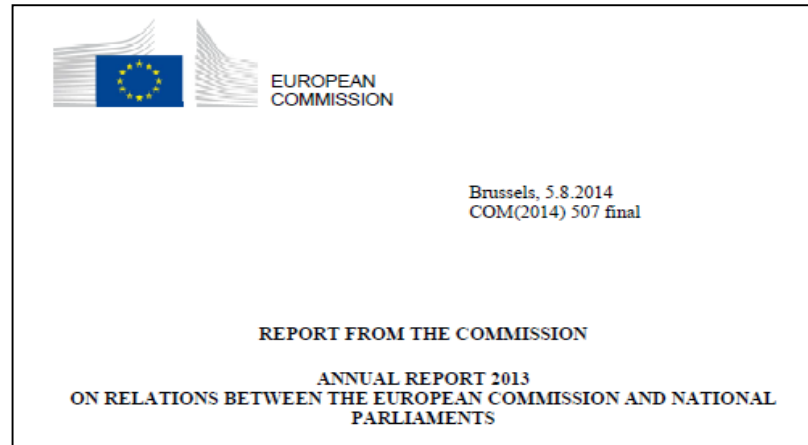 EUROPEAN
COMMISSION
Brussels, 5.8.2014
COM(2014) 507 final
REPORT FROM THE COMMISSION
ANNUAL REPORT 2013
ON RELATIONS BETWEEN THE EUROPEAN COMMISSION AND NATIONAL
PARLIAMENTS